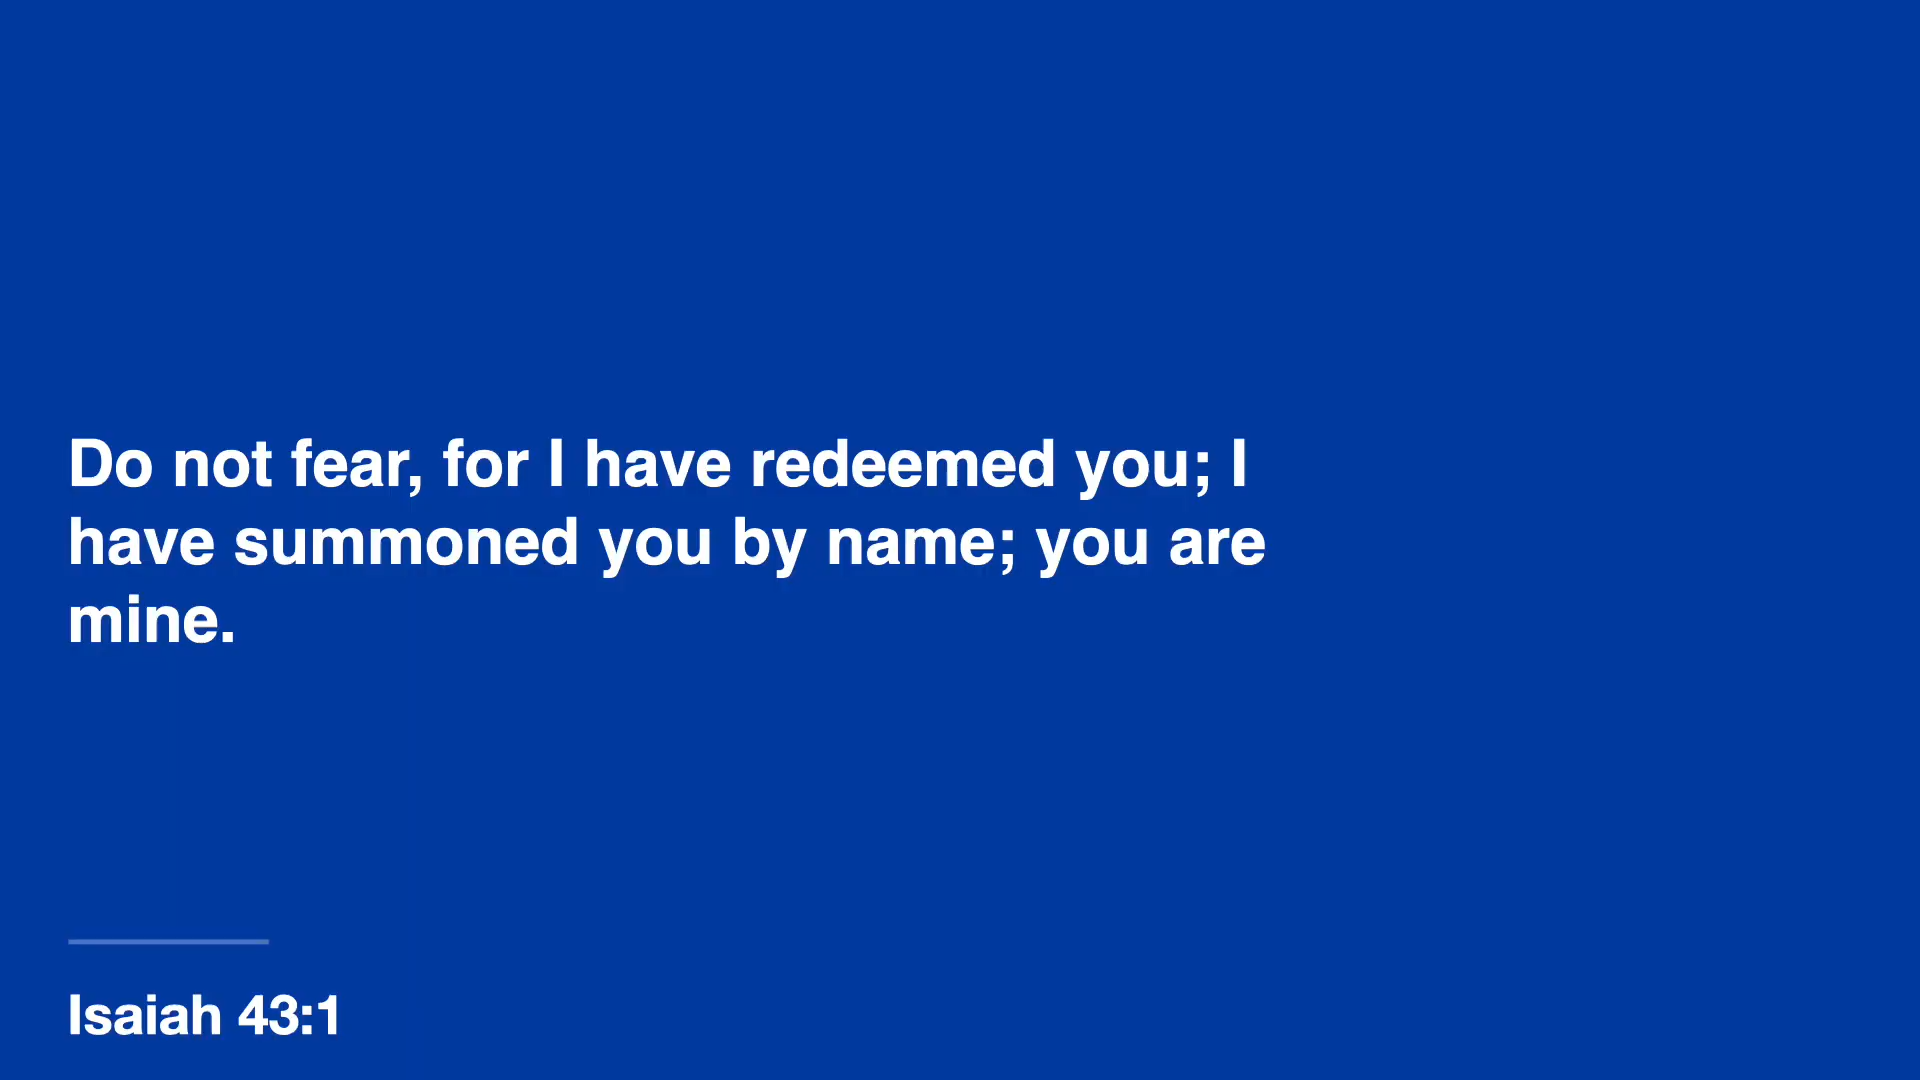 Do not fear, for I have redeemed you; I
have summoned you by name; you are
mine.
Isaiah 43:1